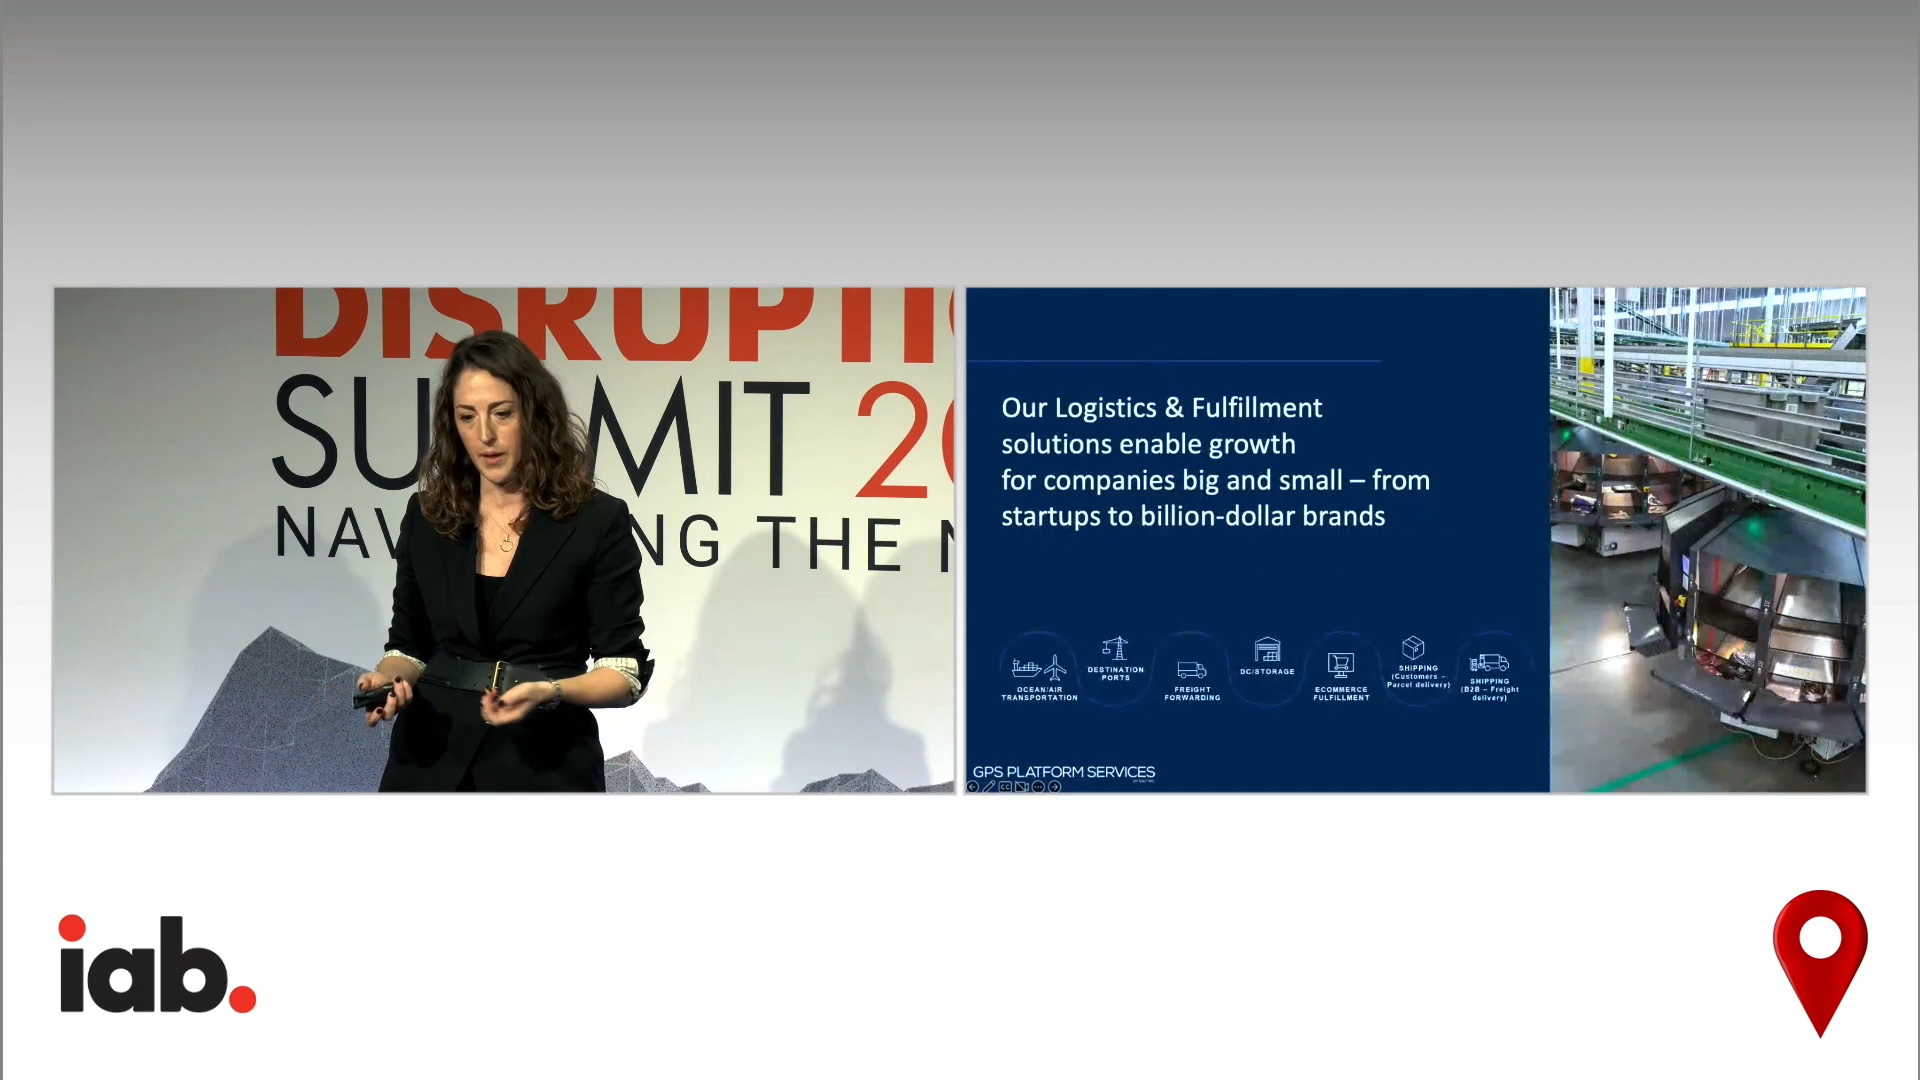 DISRUPTI
SU MIT 20
NAV NG THE N
Our Logistics & Fulfillment
solutions enable growth
for companies big and small – from
startups to billion-dollar brands
OCEAN/AIR
TRANSPORTATION
DESTINATION
PORTS
FREIGHT
FORWARDING
DC/STORAGE
ECOMMERCE
FULFILLMENT
SHIPPING
(Customers –
Parcel delivery)
SHIPPING
(B2B – Freight
delivery)
GPS PLATFORM SERVICES
iab.